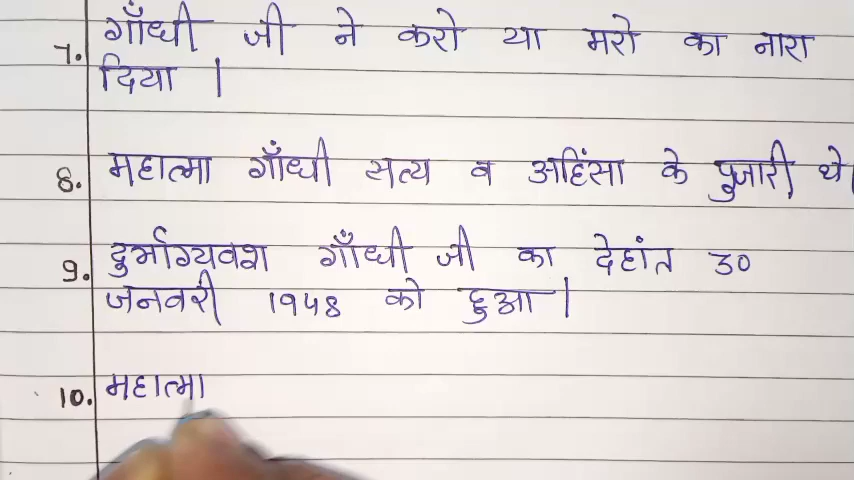 7. गाँधी जी ने करो या मरो का नारा
दिया |
8. महात्मा गाँधी सत्य व अहिंसा के पुजारी थे|
9. दुर्भाग्यवश गाँधी जी का देहांत 30
जनवरी 1948 को हुआ |
10. महात्मा